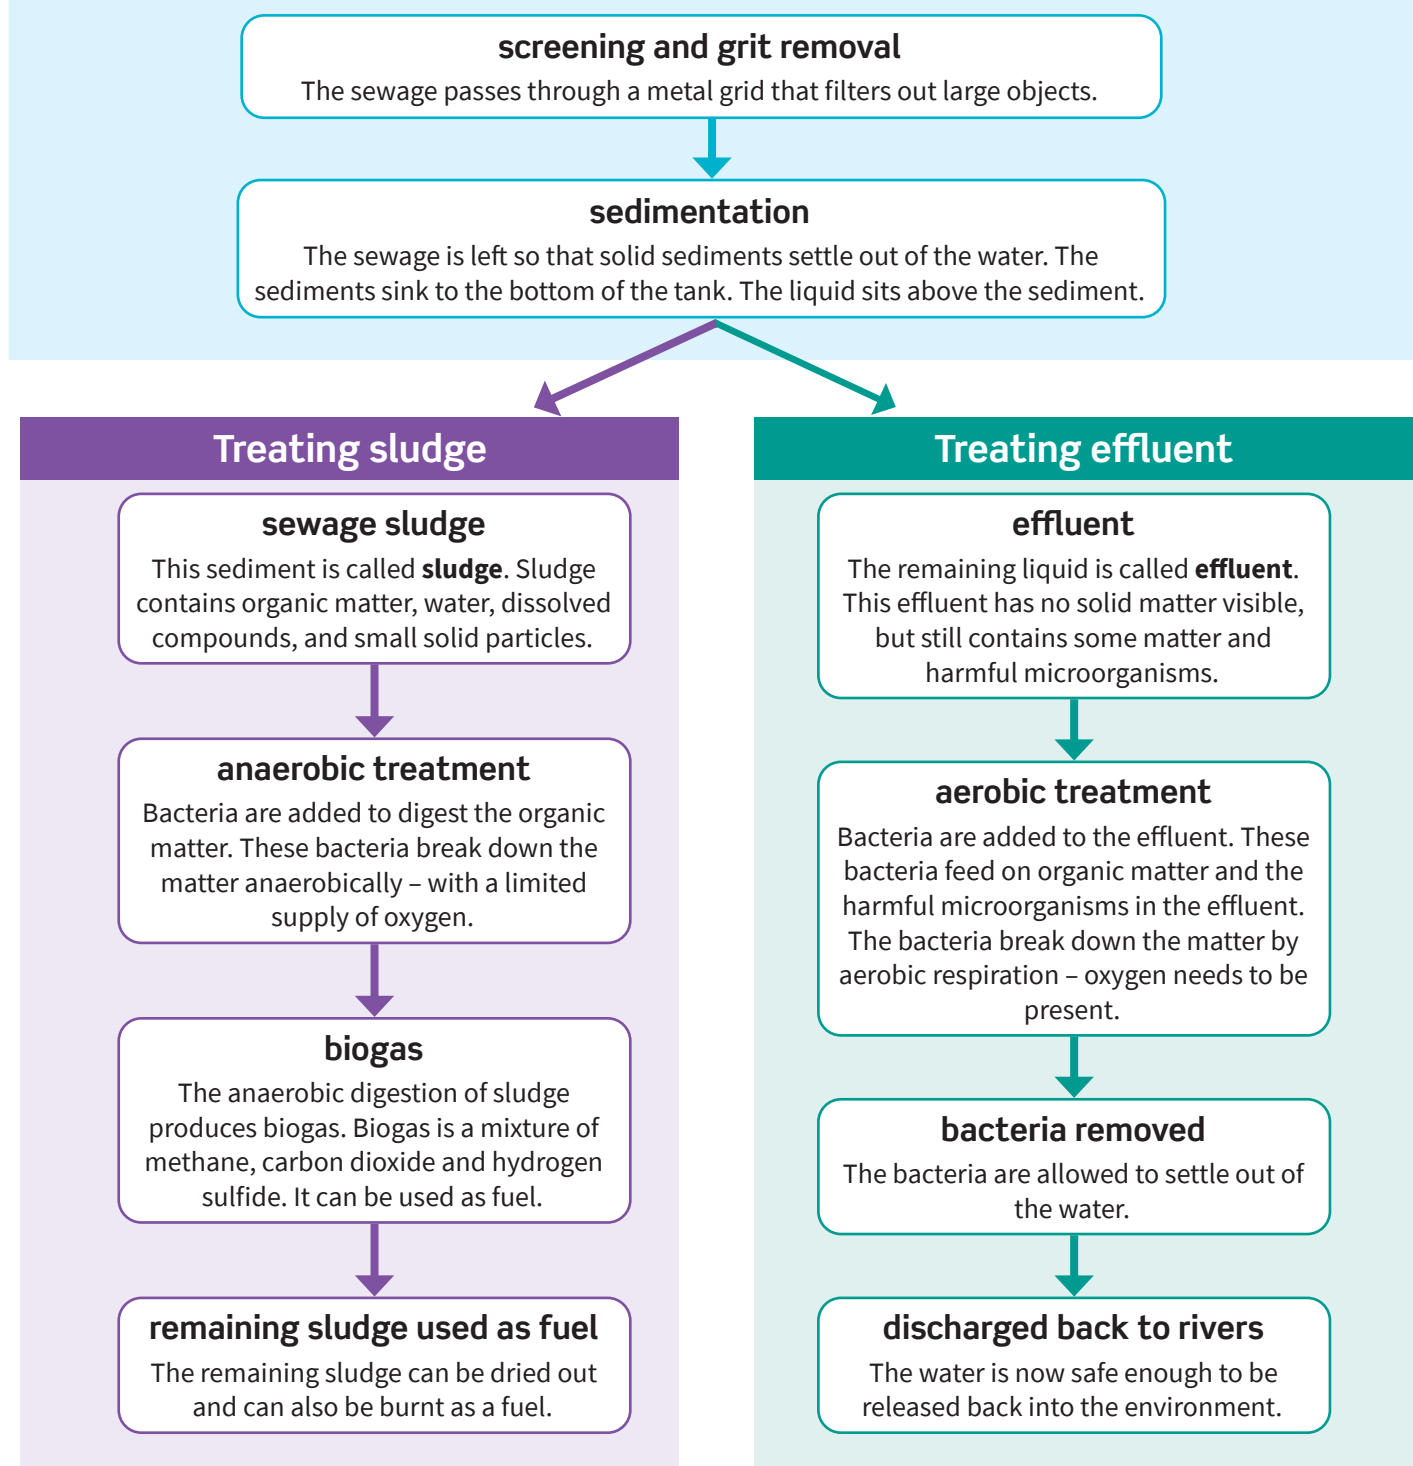 screening and grit removal
The sewage passes through a metal grid that filters out large objects.
sedimentation
The sewage is left so that solid sediments settle out of the water. The
sediments sink to the bottom of the tank. The liquid sits above the sediment.
Treating sludge
sewage sludge
This sediment is called sludge. Sludge
contains organic matter, water, dissolved
compounds, and small solid particles.
anaerobic treatment
Bacteria are added to digest the organic
matter. These bacteria break down the
matter anaerobically – with a limited
supply of oxygen.
biogas
The anaerobic digestion of sludge
produces biogas. Biogas is a mixture of
methane, carbon dioxide and hydrogen
sulfide. It can be used as fuel.
remaining sludge used as fuel
The remaining sludge can be dried out
and can also be burnt as a fuel.
Treating effluent
effluent
The remaining liquid is called effluent.
This effluent has no solid matter visible,
but still contains some matter and
harmful microorganisms.
aerobic treatment
Bacteria are added to the effluent. These
bacteria feed on organic matter and the
harmful microorganisms in the effluent.
The bacteria break down the matter by
aerobic respiration – oxygen needs to be
present.
bacteria removed
The bacteria are allowed to settle out of
the water.
discharged back to rivers
The water is now safe enough to be
released back into the environment.